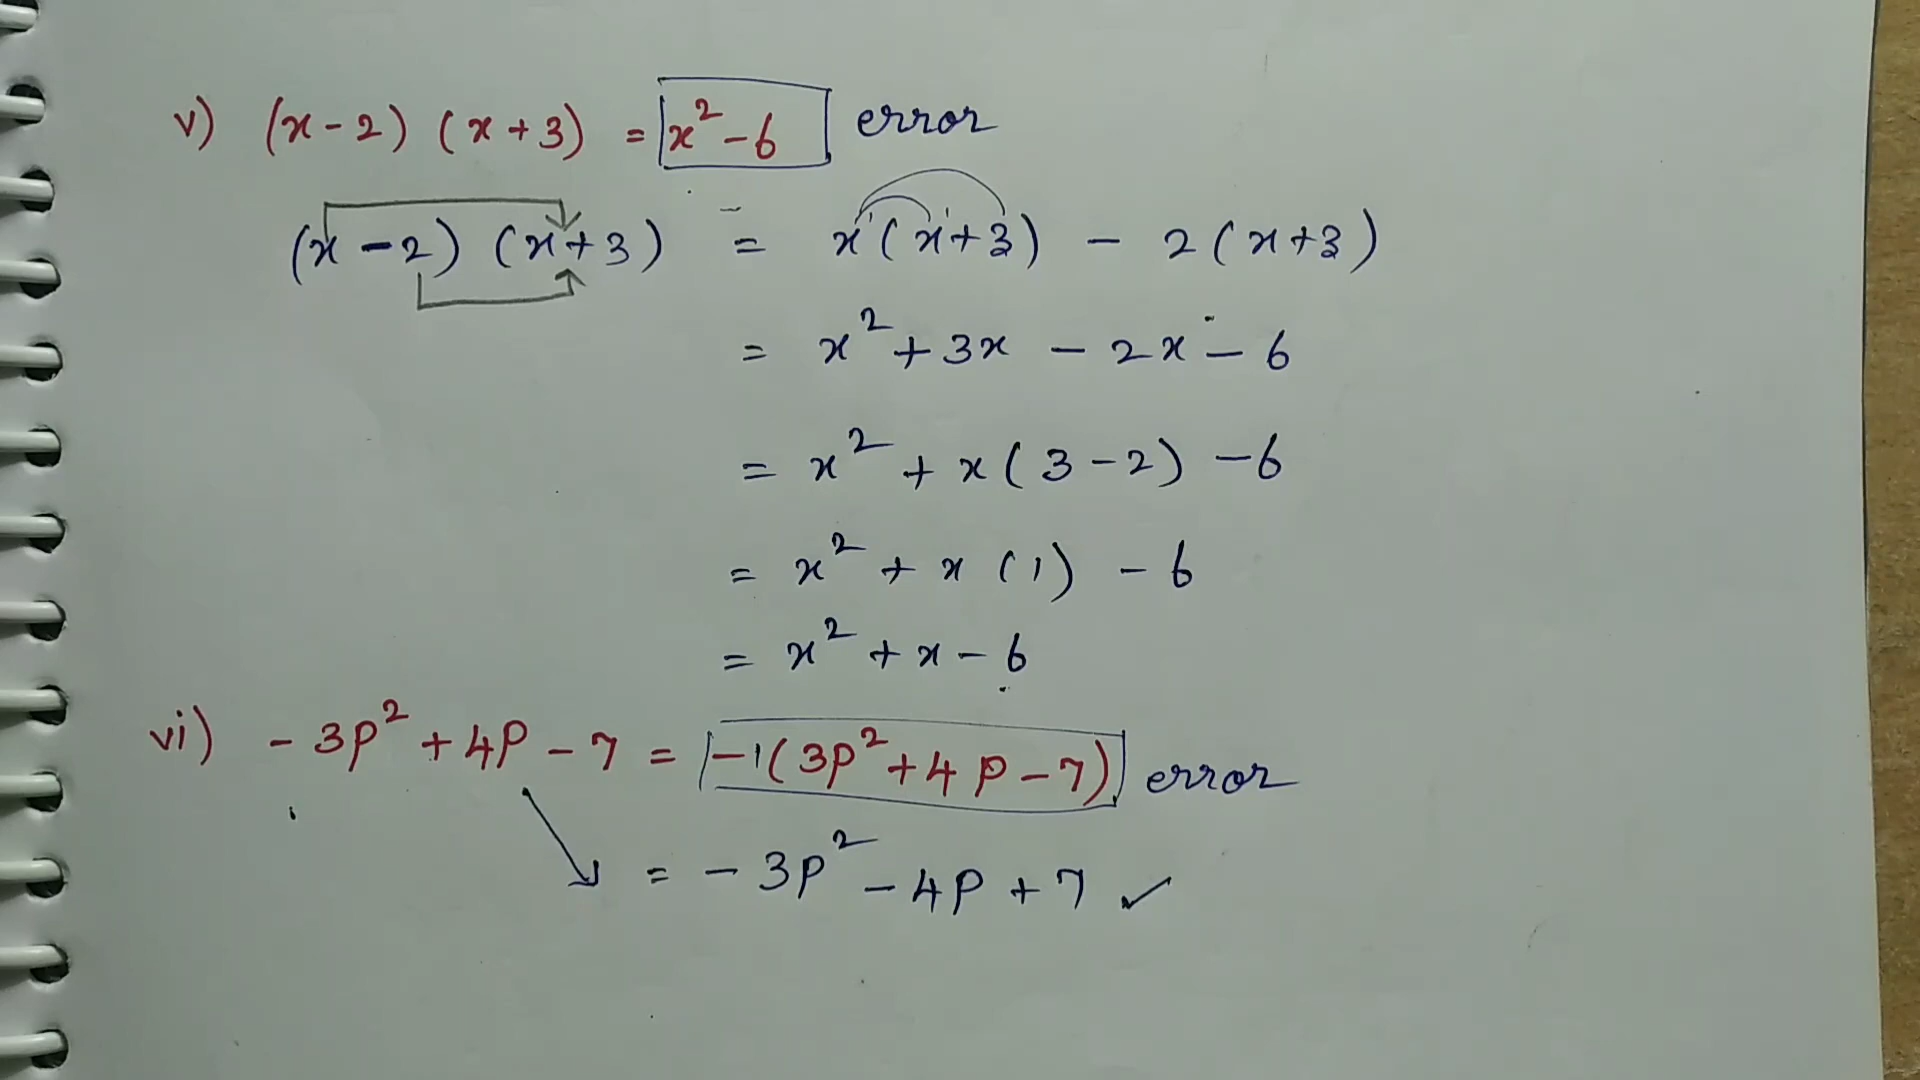 v) (x-2) (x+3) = x²-6 error
(x-2) (x+3) = x(x+3) - 2(x+3)
= x²+3x - 2x - 6
= x² + x(3-2) - 6
= x² + x (1) - 6
= x² + x - 6
vi) -3p²+4p-7 = -1(3p²+4p-7) error
= -3p² - 4p + 7 ✓